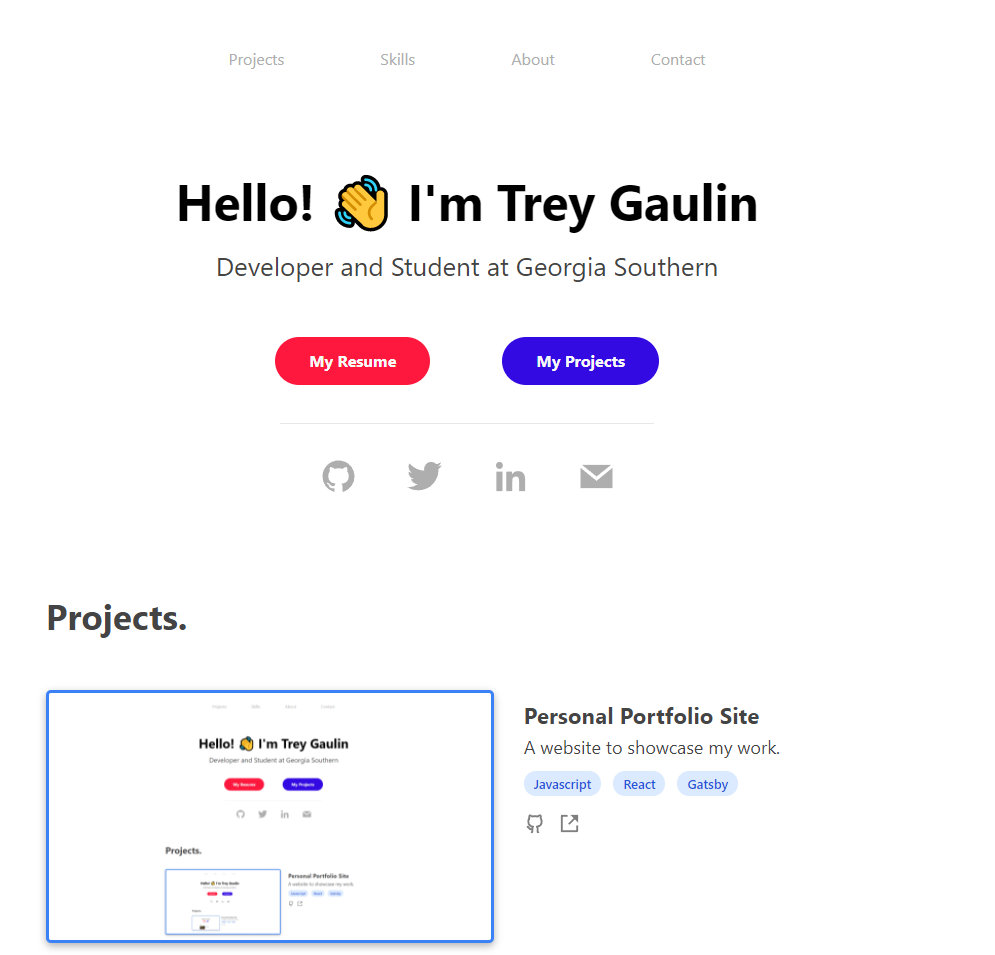 Projects Skills About Contact
Hello! 👋 I'm Trey Gaulin
Developer and Student at Georgia Southern
My Resume My Projects
Projects.
Projects Skills About Contact
Hello! 👋 I'm Trey Gaulin
Developer and Student at Georgia Southern
My Resume My Projects
Projects.
Hello! 👋 I'm Trey Gaulin
Personal Portfolio Site
A website to showcase my work.
Javascript React Gatsby
Personal Portfolio Site
A website to showcase my work.
Javascript React Gatsby